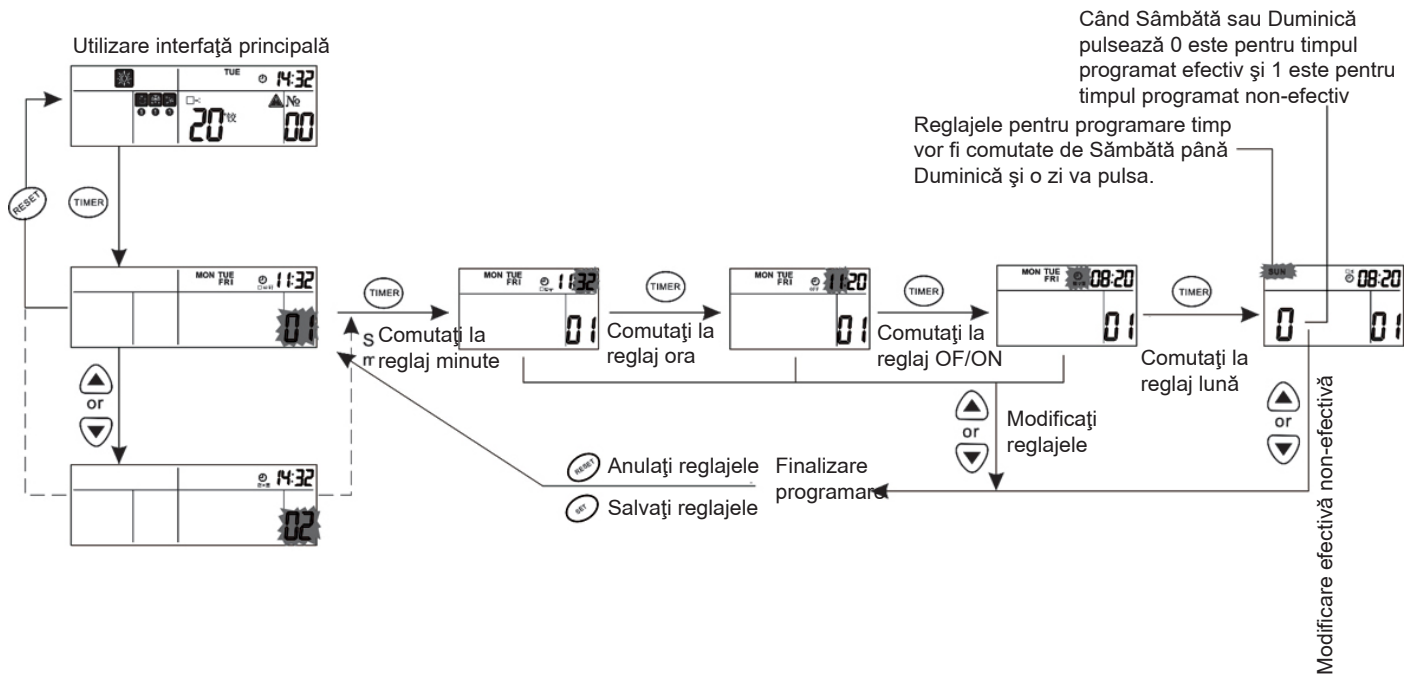 Utilizare interfaţă principală
TUE 14:32
20 № 00
RESET
TIMER
MON TUE
FRI 11:32
01
or
14:32
02
TIMER
S
Comutaţi la
reglaj minute
MON TUE
FRI 11:32
01
TIMER
Comutaţi la
reglaj ora
MON TUE
FRI OFF 11:20
01
TIMER
Comutaţi la
reglaj OF/ON
MON TUE
FRI 08:20
01
TIMER
Comutaţi la
reglaj lună
SUN 08:20
0 01
Când Sâmbătă sau Duminică
pulsează 0 este pentru timpul
programat efectiv şi 1 este pentru
timpul programat non-efectiv
Reglajele pentru programare timp
vor fi comutate de Sămbătă până
Duminică şi o zi va pulsa.
or
Modificaţi
reglajele
or
Modificare efectivă non-efectivă
RESET Anulaţi reglajele
SET Salvaţi reglajele
Finalizare
programare